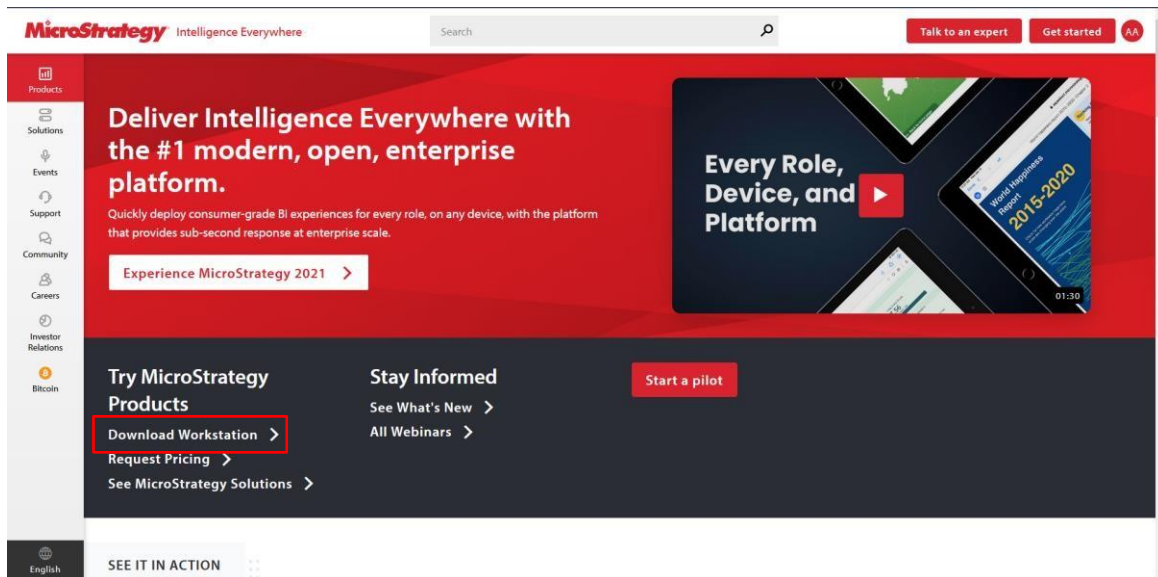 MicroStrategy Intelligence Everywhere
Search
Talk to an expert
Get started
AA
Products
Solutions
Events
Support
Community
Careers
Investor
Relations
Bitcoin
English
Deliver Intelligence Everywhere with
the #1 modern, open, enterprise
platform.
Quickly deploy consumer-grade BI experiences for every role, on any device, with the platform
that provides sub-second response at enterprise scale.
Experience MicroStrategy 2021
Every Role,
Device, and
Platform
World Happiness
Report
2015-2020
01:30
Try MicroStrategy
Products
Download Workstation
Request Pricing
See MicroStrategy Solutions
Stay Informed
See What's New
All Webinars
Start a pilot
SEE IT IN ACTION